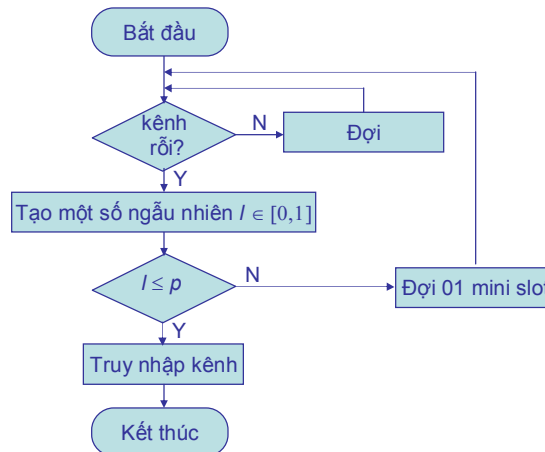 Bắt đầu
kênh
rỗi?
N
Đợi
Y
Tạo một số ngẫu nhiên l ∈ [0,1]
l ≤ p
N
Đợi 01 mini slot
Y
Truy nhập kênh
Kết thúc